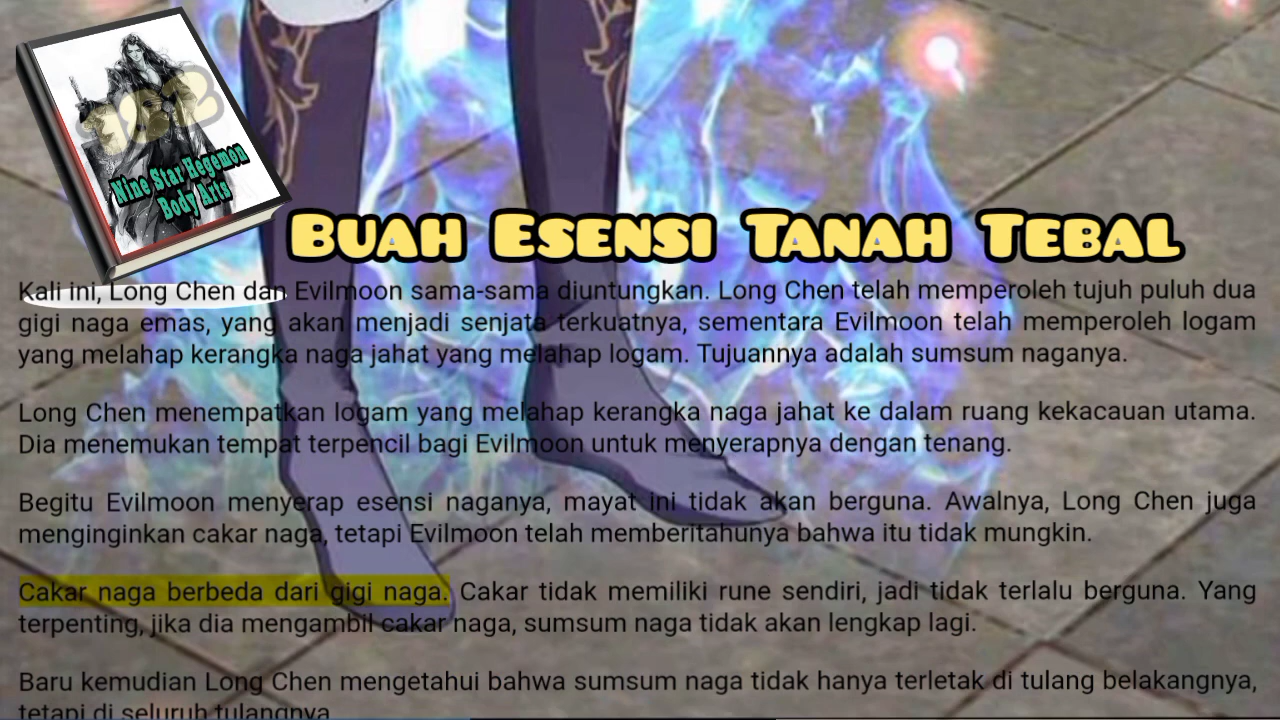 1382
Nine Star Hegemon
Body Arts
Buah Esensi Tanah Tebal
Kali ini, Long Chen dan Evilmoon sama-sama diuntungkan. Long Chen telah memperoleh tujuh puluh dua
gigi naga emas, yang akan menjadi senjata terkuatnya, sementara Evilmoon telah memperoleh logam
yang melahap kerangka naga jahat yang melahap logam. Tujuannya adalah sumsum naganya.
Long Chen menempatkan logam yang melahap kerangka naga jahat ke dalam ruang kekacauan utama.
Dia menemukan tempat terpencil bagi Evilmoon untuk menyerapnya dengan tenang.
Begitu Evilmoon menyerap esensi naganya, mayat ini tidak akan berguna. Awalnya, Long Chen juga
menginginkan cakar naga, tetapi Evilmoon telah memberitahunya bahwa itu tidak mungkin.
Cakar naga berbeda dari gigi naga. Cakar tidak memiliki rune sendiri, jadi tidak terlalu berguna. Yang
terpenting, jika dia mengambil cakar naga, sumsum naga tidak akan lengkap lagi.
Baru kemudian Long Chen mengetahui bahwa sumsum naga tidak hanya terletak di tulang belakangnya,
tetapi di seluruh tulangnya